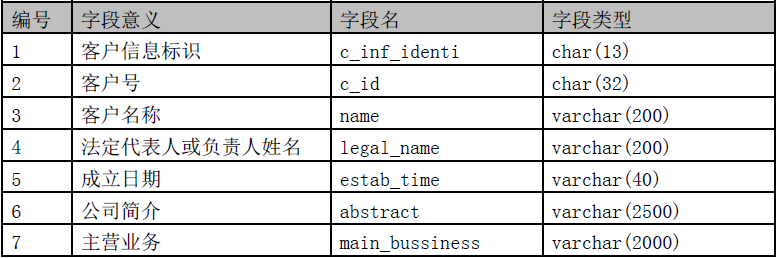 编号 字段意义 字段名 字段类型
1 客户信息标识 c_inf_identi char(13)
2 客户号 c_id char(32)
3 客户名称 name varchar(200)
4 法定代表人或负责人姓名 legal_name varchar(200)
5 成立日期 estab_time varchar(40)
6 公司简介 abstract varchar(2500)
7 主营业务 main_bussiness varchar(2000)